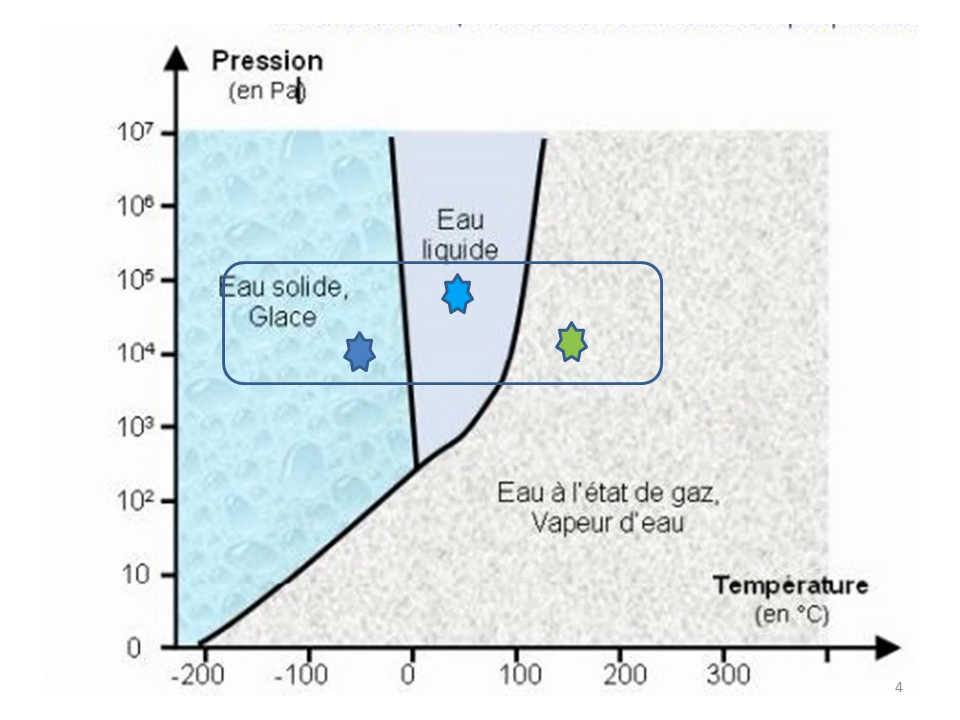 Pression
(en Pa)
10⁷
10⁶
Eau
liquide
10⁵
Eau solide,
Glace
10⁴
10³
10²
Eau à l'état de gaz,
Vapeur d'eau
10
Température
(en °C)
0
-200
-100
0
100
200
300
4